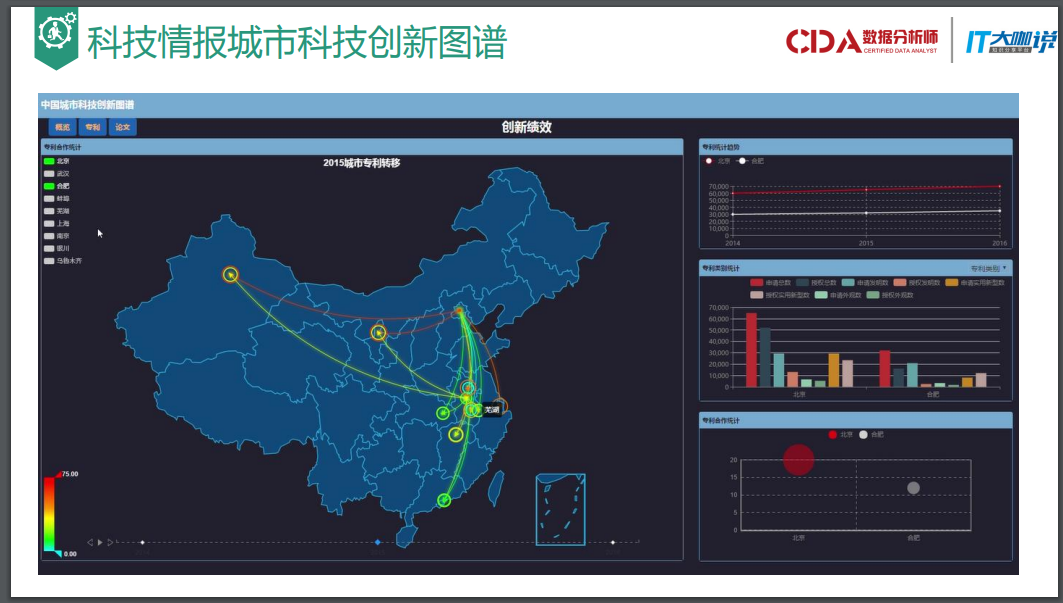 科技情报城市科技创新图谱
CDA数据分析师
CERTIFIED DATA ANALYST
IT大咖说
知识分享平台
中国城市科技创新图谱
概览 专利 论文
创新绩效
专利合作统计
2015城市专利转移
北京
武汉
合肥
蚌埠
芜湖
上海
南京
银川
乌鲁木齐
芜湖
75.00
0.00
专利统计趋势
北京 合肥
70,000
60,000
50,000
40,000
30,000
20,000
10,000
0
2014 2015 2016
专利类别统计 专利类别
申请总数 授权总数 申请发明数 授权发明数 申请实用新型数
授权实用新型数 申请外观数 授权外观数
70,000
60,000
50,000
40,000
30,000
20,000
10,000
0
北京 合肥
专利合作统计
北京 合肥
20
15
10
5
0
北京 合肥